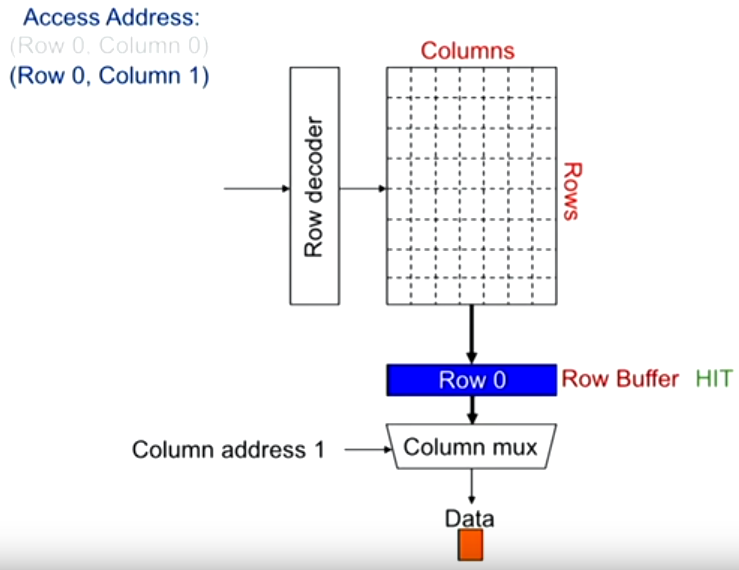 Access Address:
(Row 0. Column 0)
(Row 0, Column 1)
Columns
Row decoder
Rows
Row 0
Row Buffer HIT
Column address 1
Column mux
Data